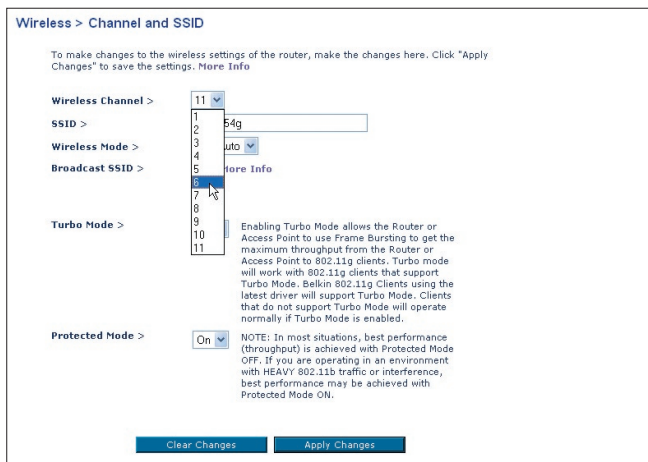 Wireless > Channel and SSID
To make changes to the wireless settings of the router, make the changes here. Click "Apply
Changes" to save the settings. More Info
Wireless Channel >
11
1
2
3
4
5
6
7
8
9
10
11
SSID >
54g
Wireless Mode >
Broadcast SSID >
More Info
Turbo Mode >
Enabling Turbo Mode allows the Router or
Access Point to use Frame Bursting to get the
maximum throughput from the Router or
Access Point to 802.11g clients. Turbo mode
will work with 802.11g clients that support
Turbo Mode. Belkin 802.11g Clients using the
latest driver will support Turbo Mode. Clients
that do not support Turbo Mode will operate
normally if Turbo Mode is enabled.
Protected Mode >
On
NOTE: In most situations, best performance
(throughput) is achieved with Protected Mode
OFF. If you are operating in an environment
with HEAVY 802.11b traffic or interference,
best performance may be achieved with
Protected Mode ON.
Clear Changes
Apply Changes